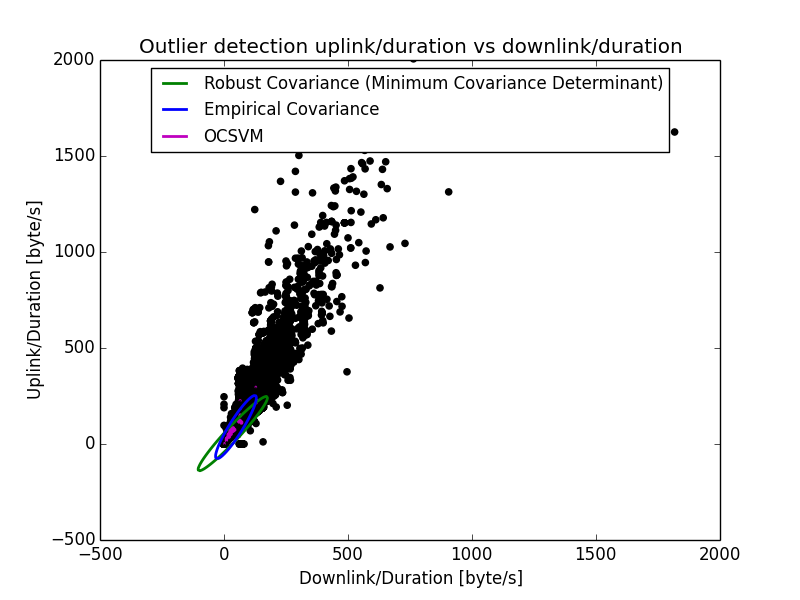 Outlier detection uplink/duration vs downlink/duration
Robust Covariance (Minimum Covariance Determinant)
Empirical Covariance
OCSVM
Uplink/Duration [byte/s]
2000
1500
1000
500
0
−500
−500
0
500
1000
1500
2000
Downlink/Duration [byte/s]